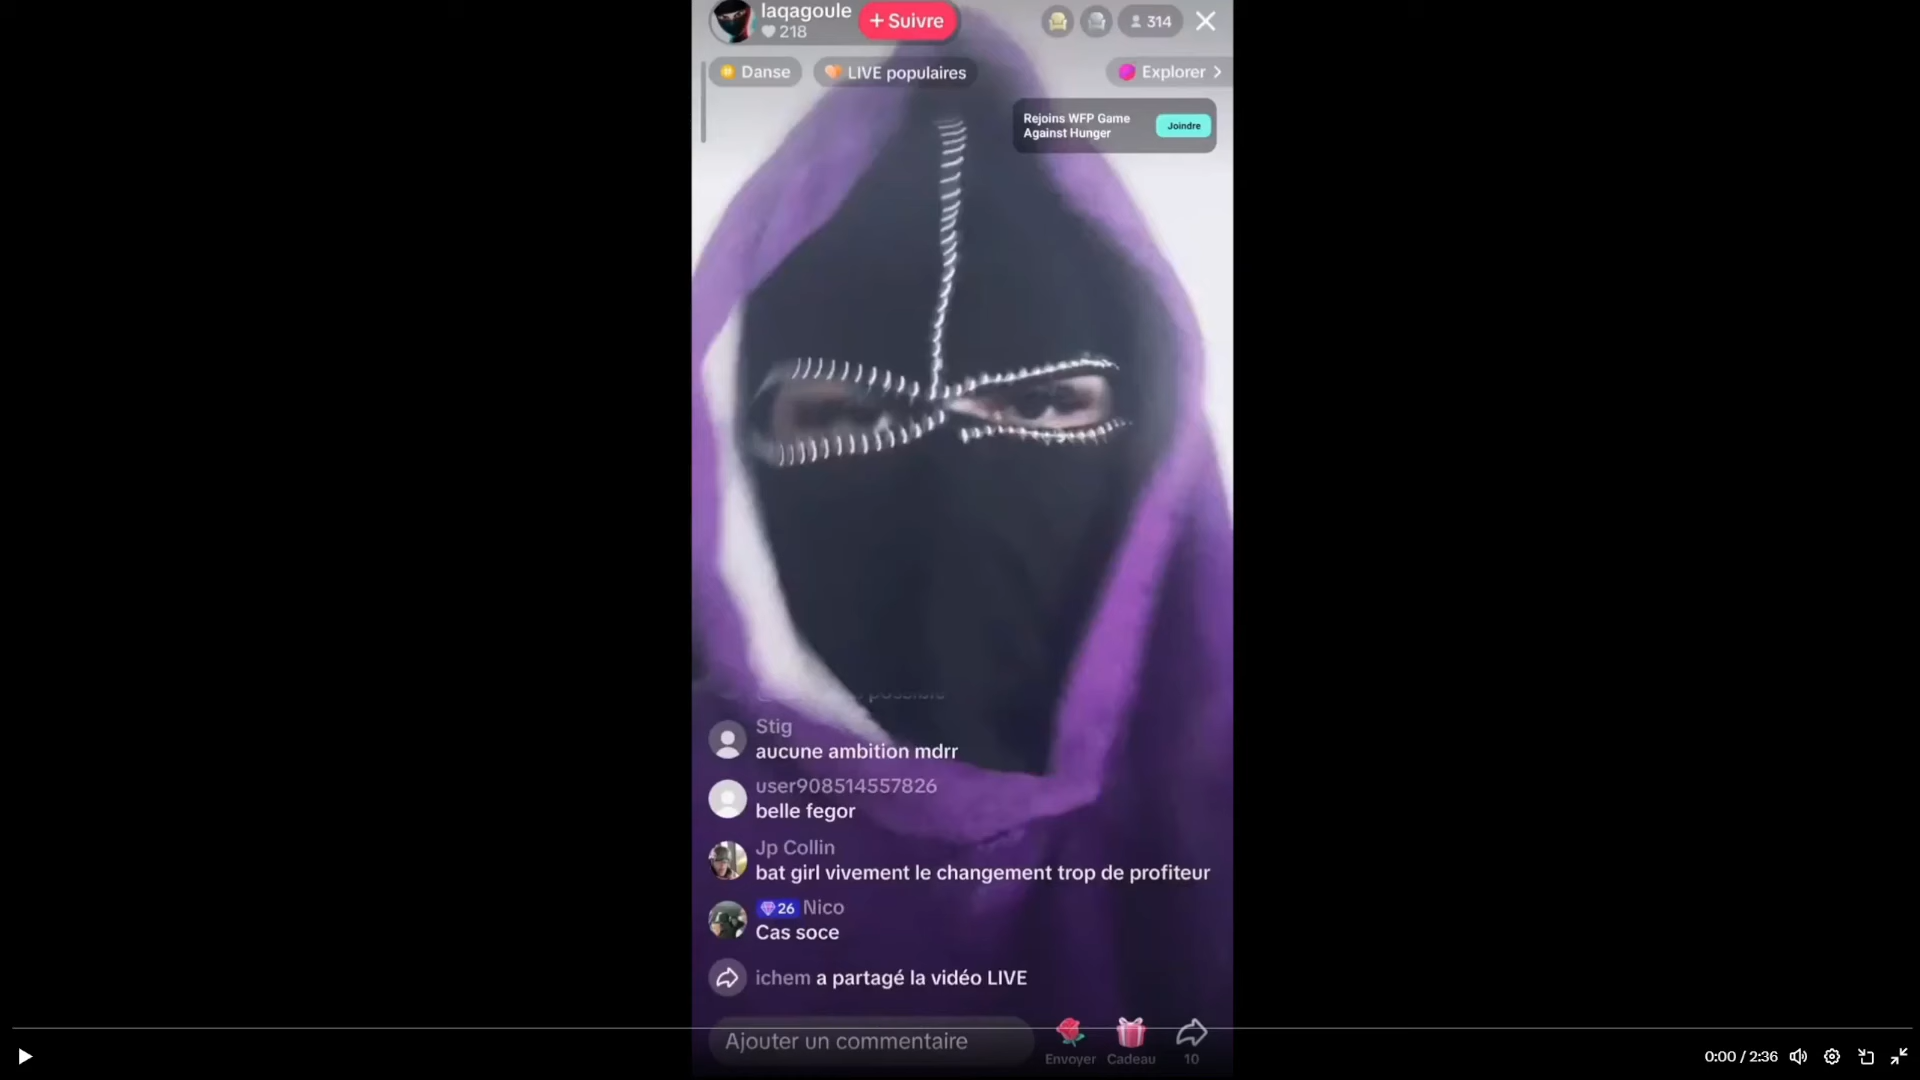 laqagoule
218
+ Suivre
314
Danse
LIVE populaires
Explorer
Rejoins WFP Game
Against Hunger
Joindre
possible
Stig
aucune ambition mdrr
user908514557826
belle fegor
Jp Collin
bat girl vivement le changement trop de profiteur
26 Nico
Cas soce
ichem a partagé la vidéo LIVE
Ajouter un commentaire
Envoyer
Cadeau
10
0:00 / 2:36